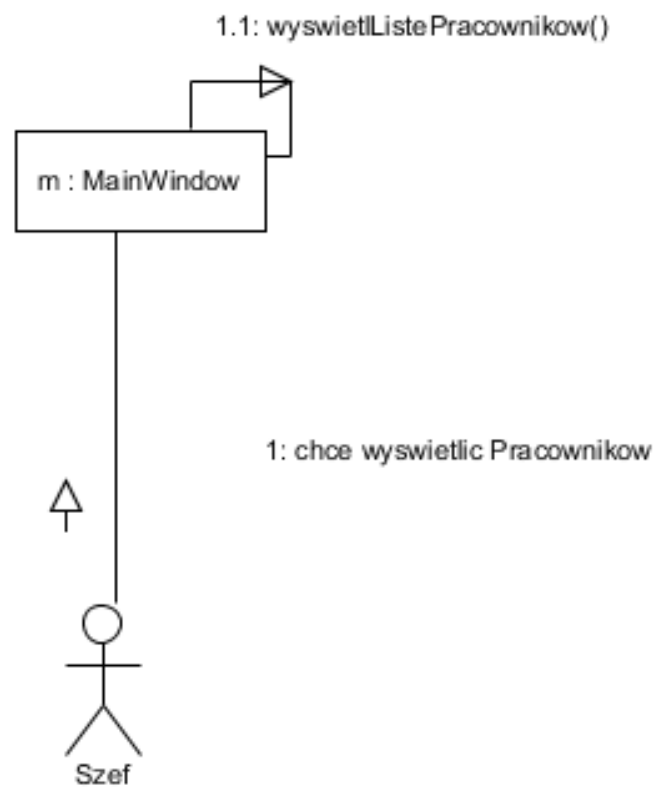 1.1: wyswietlListePracownikow()
m : MainWindow
1: chce wyswietlic Pracownikow
Szef